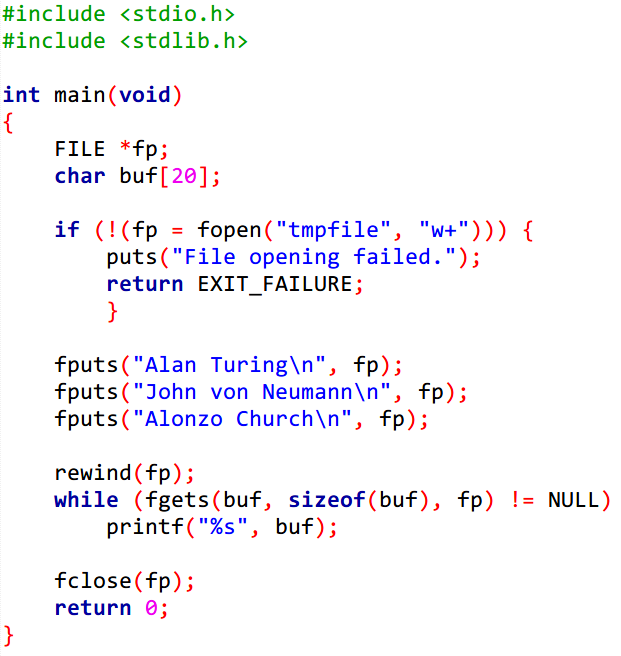 #include <stdio.h>
#include <stdlib.h>

int main(void)
{
    FILE *fp;
    char buf[20];

    if (!(fp = fopen("tmpfile", "w+"))) {
        puts("File opening failed.");
        return EXIT_FAILURE;
        }

    fputs("Alan Turing\n", fp);
    fputs("John von Neumann\n", fp);
    fputs("Alonzo Church\n", fp);

    rewind(fp);
    while (fgets(buf, sizeof(buf), fp) != NULL)
        printf("%s", buf);

    fclose(fp);
    return 0;
}